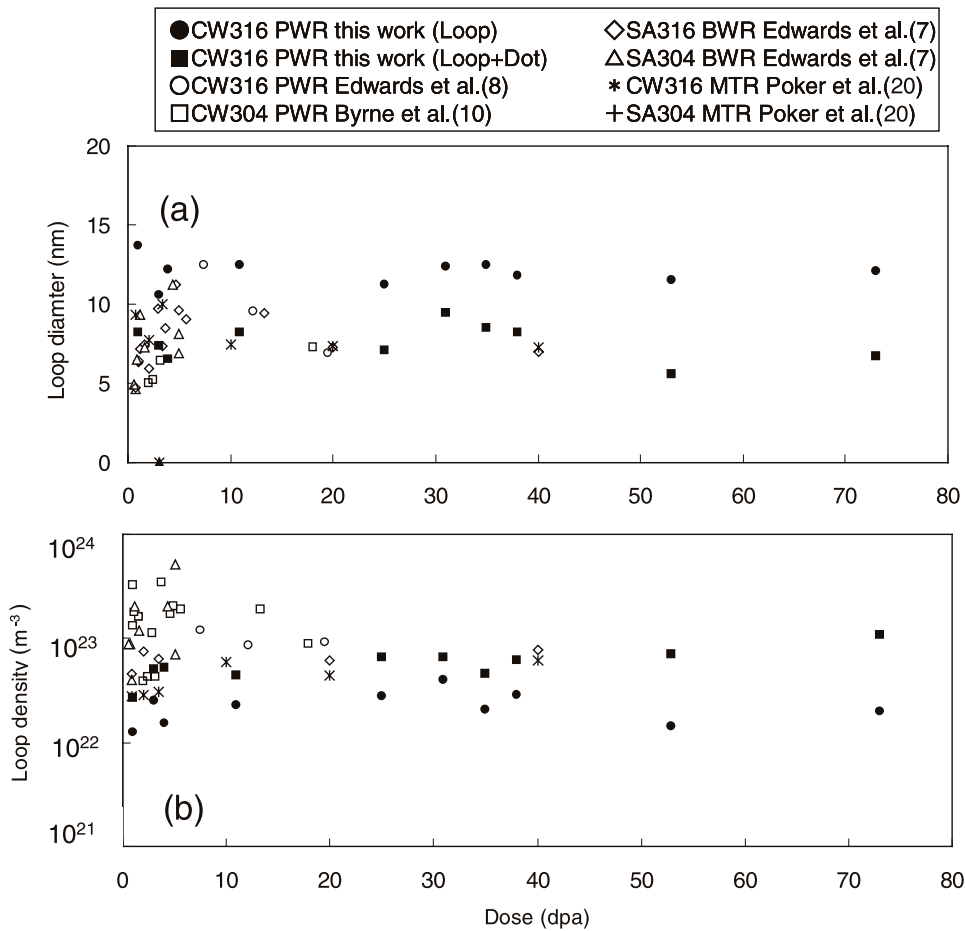 CW316 PWR this work (Loop) SA316 BWR Edwards et al.(7)
CW316 PWR this work (Loop+Dot) SA304 BWR Edwards et al.(7)
CW316 PWR Edwards et al.(8) CW316 MTR Poker et al.(20)
CW304 PWR Byrne et al.(10) SA304 MTR Poker et al.(20)
20
(a)
15
Loop diamter (nm)
10
5
0
0 10 20 30 40 50 60 70 80
10^24
10^23
Loop density (m^-3)
10^22
(b)
10^21
0 10 20 30 40 50 60 70 80
Dose (dpa)